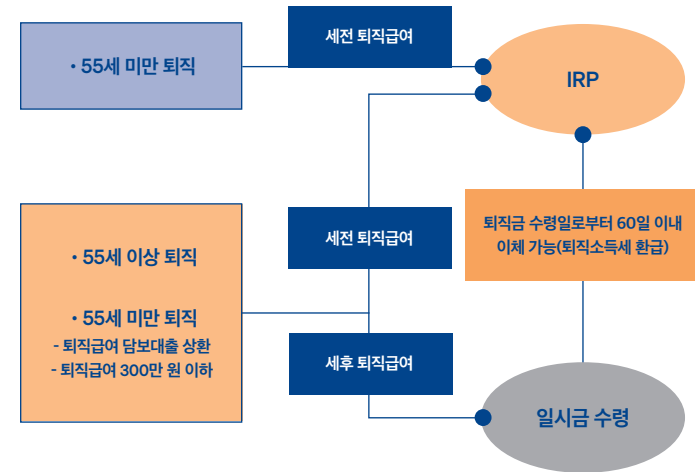 세전 퇴직급여
• 55세 미만 퇴직
IRP
• 55세 이상 퇴직
• 55세 미만 퇴직
- 퇴직급여 담보대출 상환
- 퇴직급여 300만 원 이하
세전 퇴직급여
세후 퇴직급여
퇴직금 수령일로부터 60일 이내
이체 가능(퇴직소득세 환급)
일시금 수령